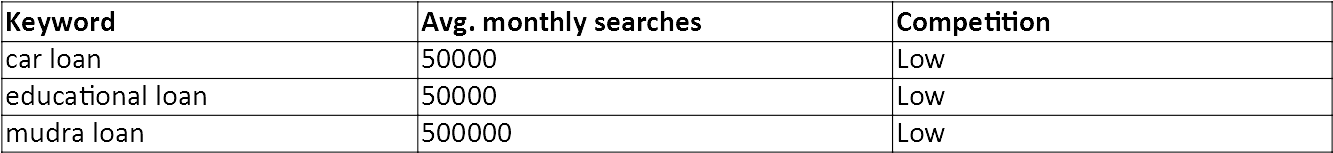 Keyword Avg. monthly searches Competition
car loan 50000 Low
educational loan 50000 Low
mudra loan 500000 Low